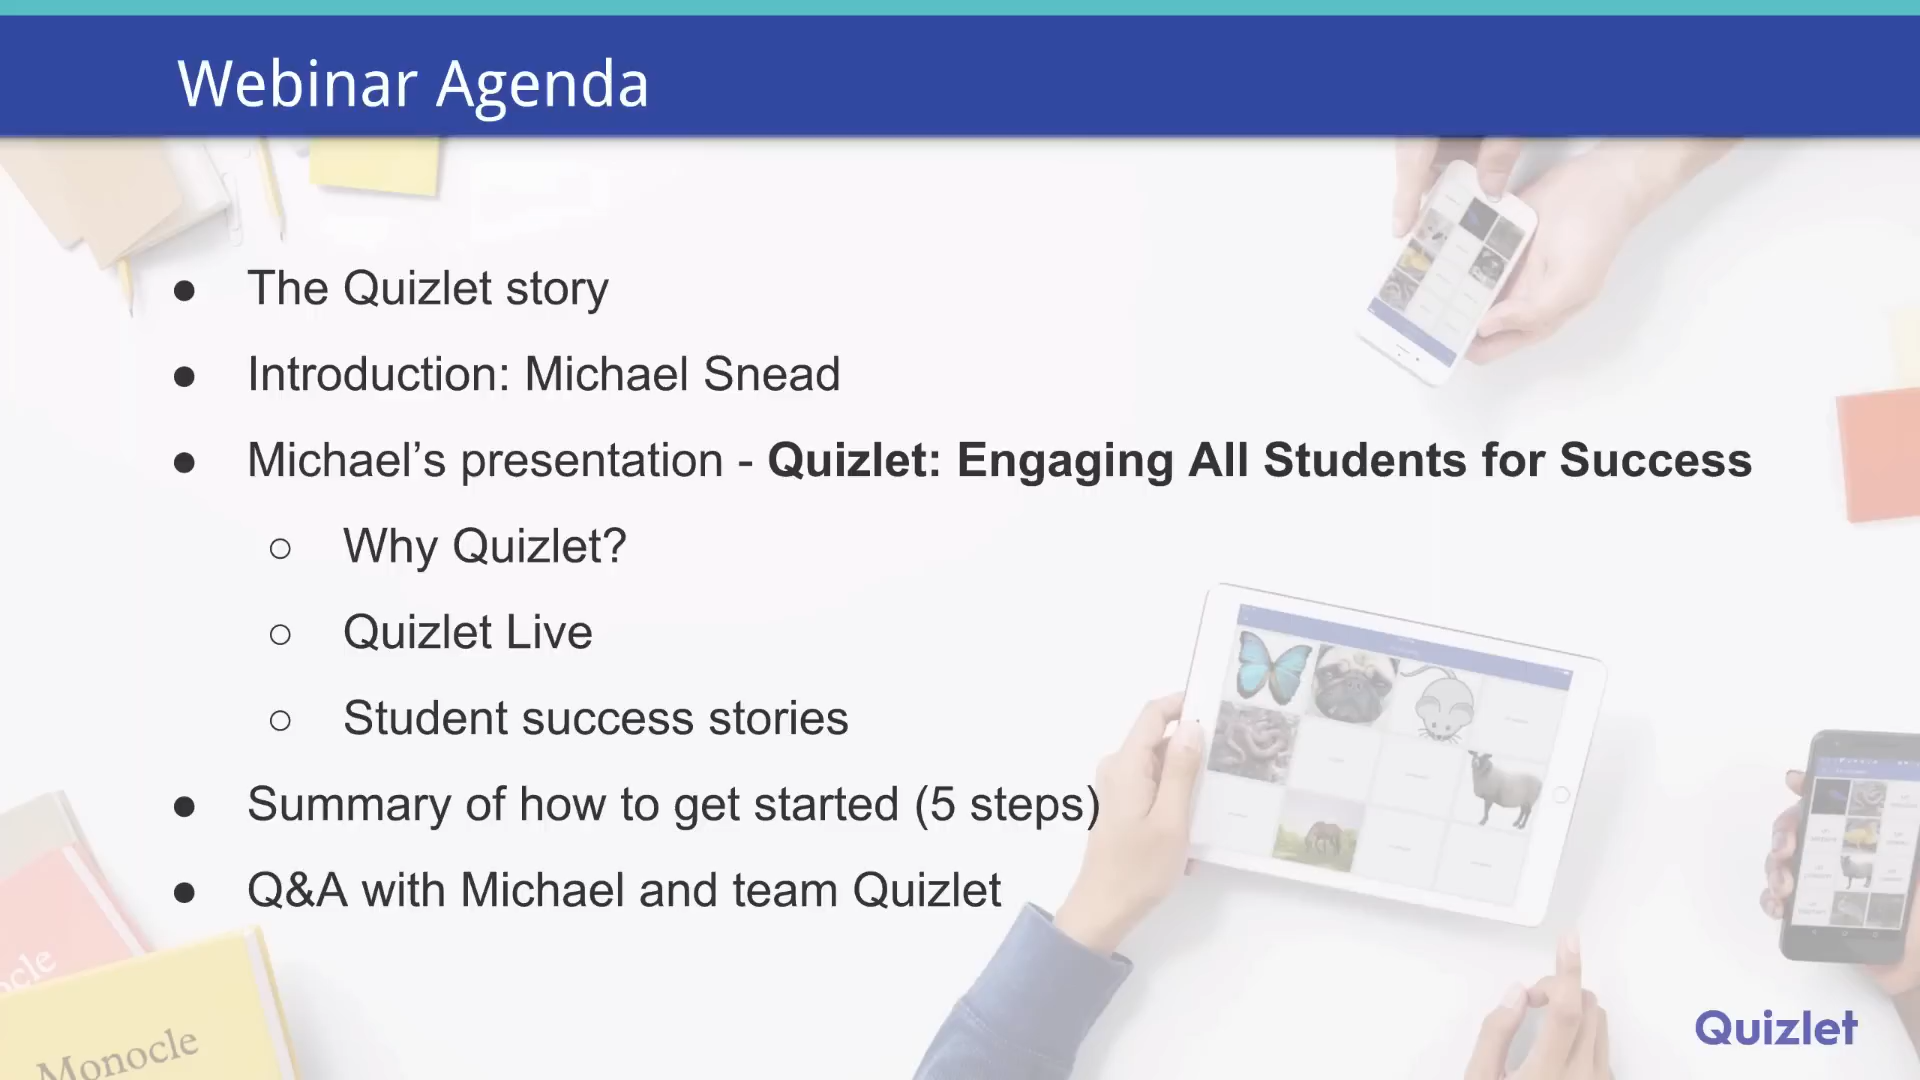 Webinar Agenda
● The Quizlet story
● Introduction: Michael Snead
● Michael’s presentation - Quizlet: Engaging All Students for Success
○ Why Quizlet?
○ Quizlet Live
○ Student success stories
● Summary of how to get started (5 steps)
● Q&A with Michael and team Quizlet
Monocle
Quizlet